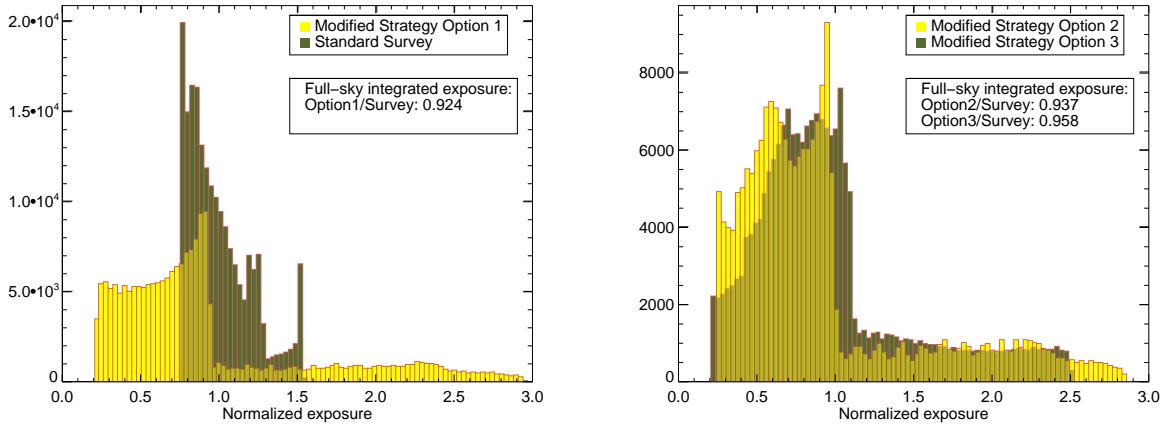 2.0•10⁴
1.5•10⁴
1.0•10⁴
5.0•10³
0
0.0 0.5 1.0 1.5 2.0 2.5 3.0
Normalized exposure
Modified Strategy Option 1
Standard Survey
Full−sky integrated exposure:
Option1/Survey: 0.924
8000
6000
4000
2000
0
0.0 0.5 1.0 1.5 2.0 2.5 3.0
Normalized exposure
Modified Strategy Option 2
Modified Strategy Option 3
Full−sky integrated exposure:
Option2/Survey: 0.937
Option3/Survey: 0.958